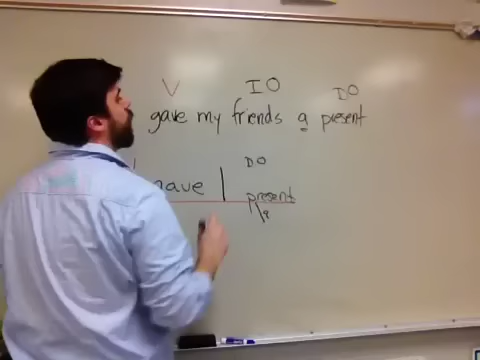 V IO DO
gave my friends a present
DO
gave | present
a